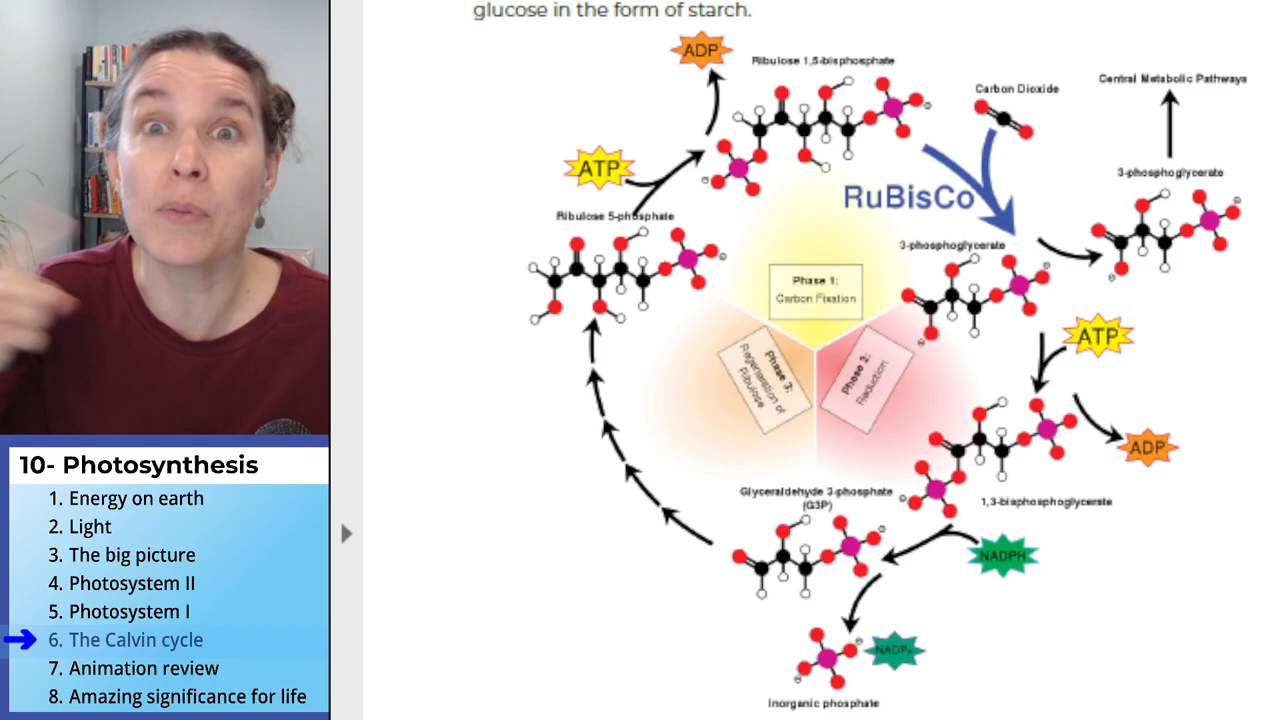 glucose in the form of starch.
ADP
Ribulose 1,5-bisphosphate
Carbon Dioxide
Central Metabolic Pathways
ATP
RuBisCo
3-phosphoglycerate
Ribulose 5-phosphate
3-phosphoglycerate
Phase 1:
Carbon Fixation
ATP
Phase 3:
Regeneration of
Ribulose
Phase 2:
Reduction
ADP
10- Photosynthesis
1. Energy on earth
2. Light
3. The big picture
4. Photosystem II
5. Photosystem I
6. The Calvin cycle
7. Animation review
8. Amazing significance for life
Glyceraldehyde 3-phosphate
(G3P)
1,3-bisphosphoglycerate
NADPH
NADP+
Inorganic phosphate